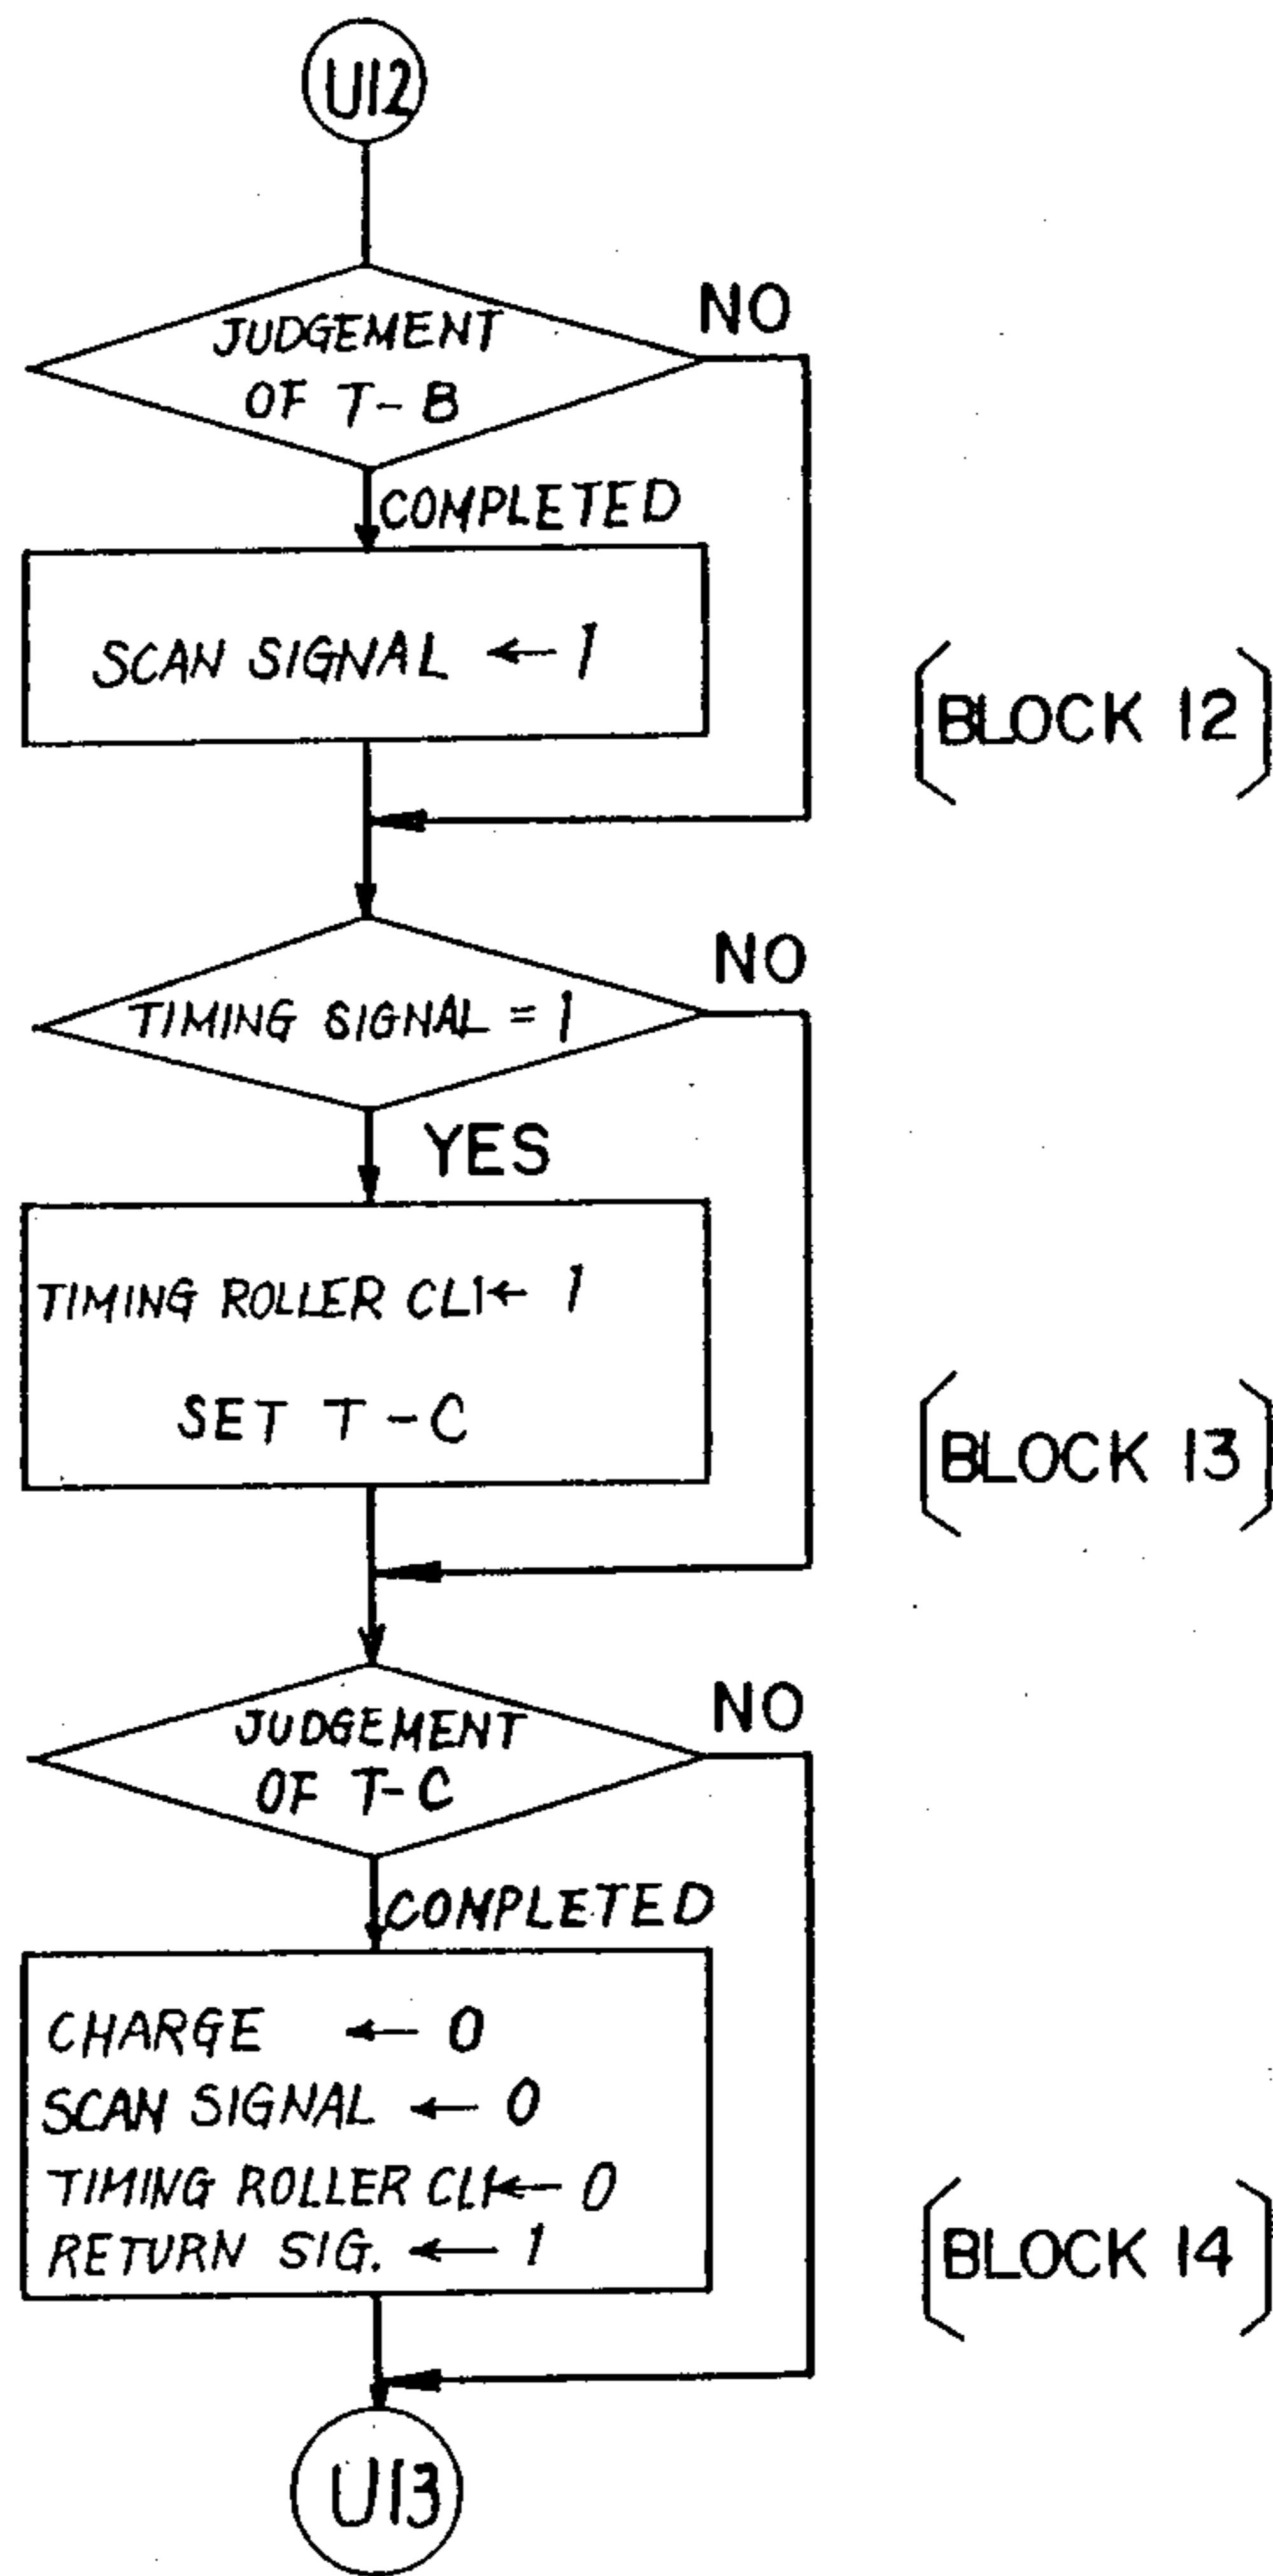 U12
JUDGEMENT
OF T-B
NO
COMPLETED
SCAN SIGNAL ← 1
(BLOCK 12)
TIMING SIGNAL = 1
NO
YES
TIMING ROLLER CL1 ← 1
SET T-C
(BLOCK 13)
JUDGEMENT
OF T-C
NO
COMPLETED
CHARGE ← 0
SCAN SIGNAL ← 0
TIMING ROLLER CL1 ← 0
RETURN SIG. ← 1
(BLOCK 14)
U13